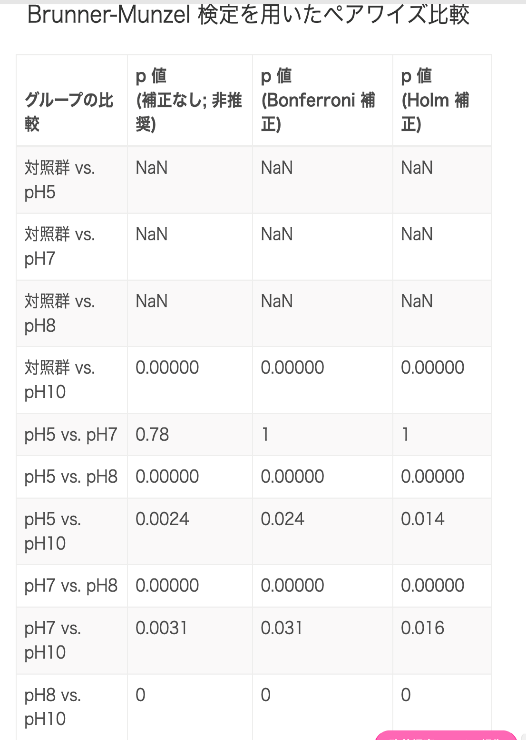 Brunner-Munzel 検定を用いたペアワイズ比較
グループの比
較
p 値
(補正なし; 非推
奨)
p 値
(Bonferroni 補
正)
p 値
(Holm 補
正)
対照群 vs.
pH5
NaN
NaN
NaN
対照群 vs.
pH7
NaN
NaN
NaN
対照群 vs.
pH8
NaN
NaN
NaN
対照群 vs.
pH10
0.00000
0.00000
0.00000
pH5 vs. pH7
0.78
1
1
pH5 vs. pH8
0.00000
0.00000
0.00000
pH5 vs.
pH10
0.0024
0.024
0.014
pH7 vs. pH8
0.00000
0.00000
0.00000
pH7 vs.
pH10
0.0031
0.031
0.016
pH8 vs.
pH10
0
0
0